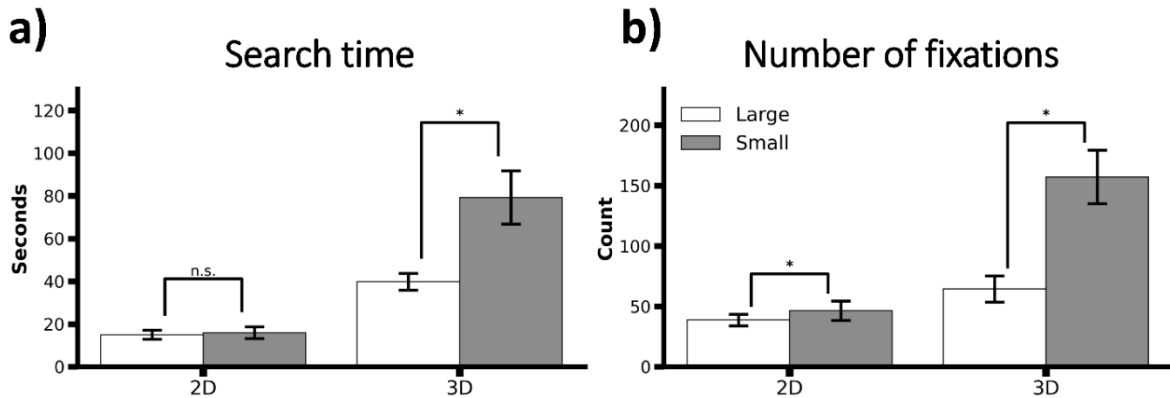 a)
Search time
Seconds
120
100
80
60
40
20
0
n.s.
*
2D
3D
b)
Number of fixations
Count
200
150
100
50
0
Large
Small
*
*
2D
3D